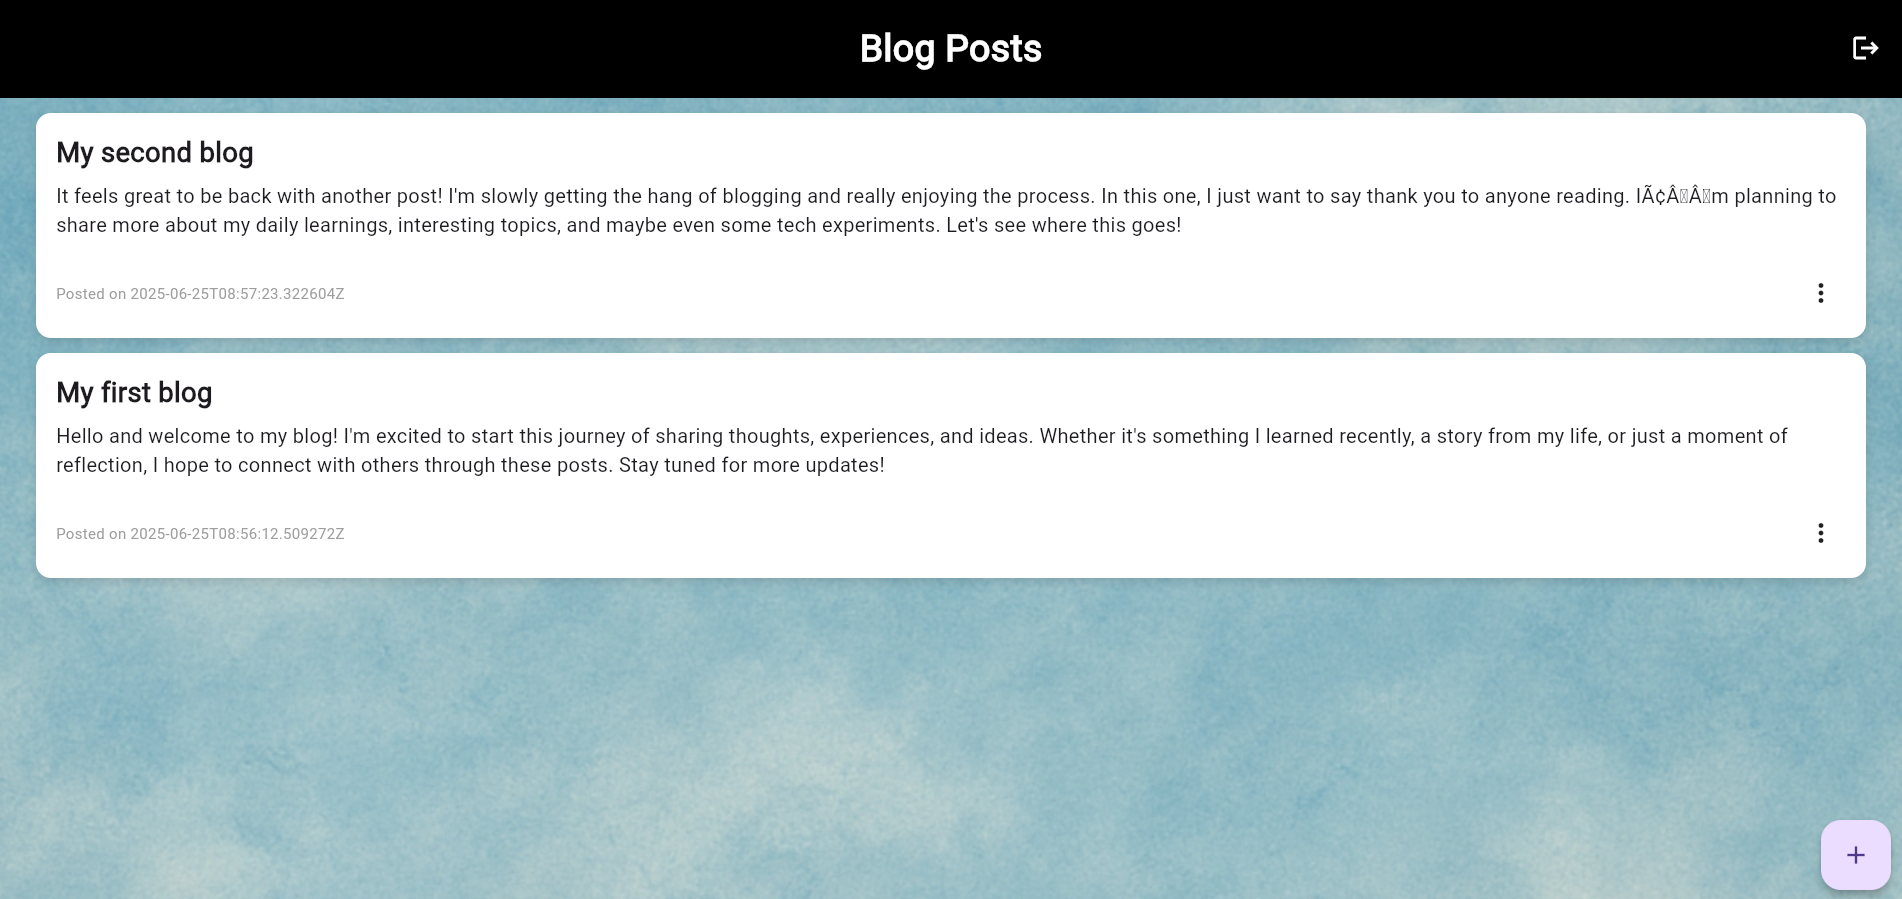 Blog Posts
My second blog
It feels great to be back with another post! I'm slowly getting the hang of blogging and really enjoying the process. In this one, I just want to say thank you to anyone reading. IÃ¢Â▯Â▯m planning to
share more about my daily learnings, interesting topics, and maybe even some tech experiments. Let's see where this goes!
Posted on 2025-06-25T08:57:23.322604Z
My first blog
Hello and welcome to my blog! I'm excited to start this journey of sharing thoughts, experiences, and ideas. Whether it's something I learned recently, a story from my life, or just a moment of
reflection, I hope to connect with others through these posts. Stay tuned for more updates!
Posted on 2025-06-25T08:56:12.509272Z